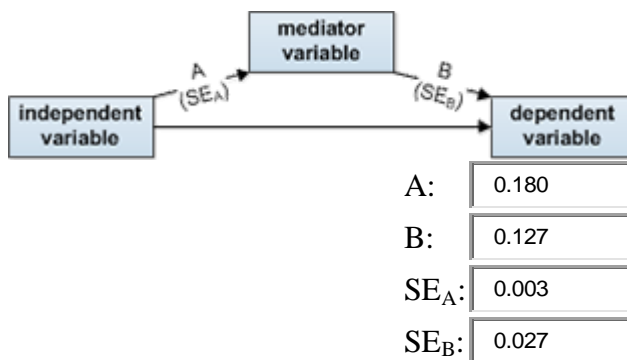 mediator
variable
A
(SEA)
B
(SEB)
independent
variable
dependent
variable
A: 0.180
B: 0.127
SEA: 0.003
SEB: 0.027